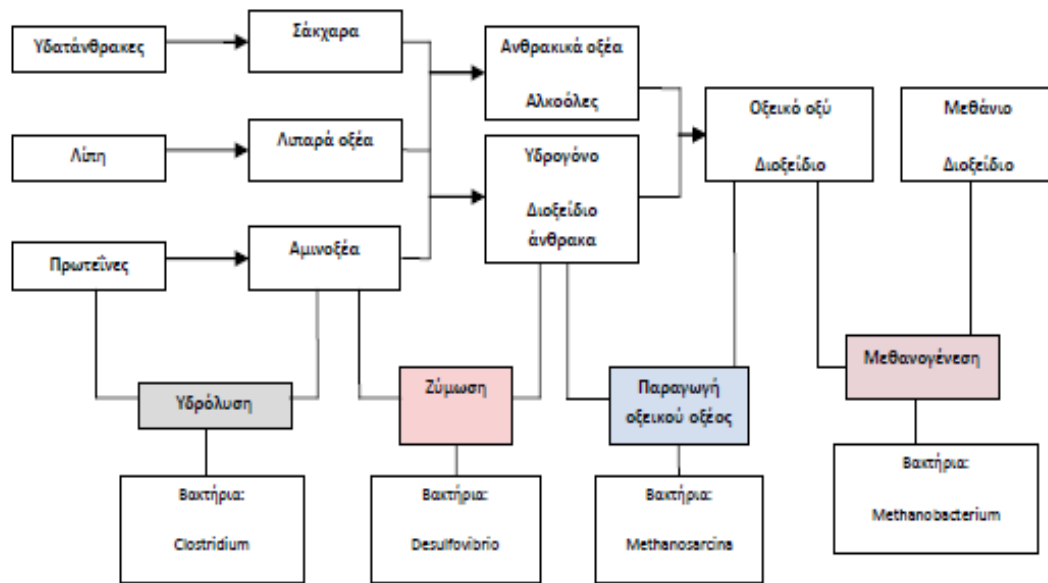 Υδατάνθρακες
Σάκχαρα
Ανθρακικά οξέα
Αλκοόλες
Οξεικό οξύ
Διοξείδιο
Μεθάνιο
Διοξείδιο
Λίπη
Λιπαρά οξέα
Υδρογόνο
Διοξείδιο
άνθρακα
Πρωτεΐνες
Αμινοξέα
Υδρόλυση
Ζύμωση
Παραγωγή
οξεικού οξέος
Μεθανογένεση
Βακτήρια:
Clostridium
Βακτήρια:
Desulfovibrio
Βακτήρια:
Methanosarcina
Βακτήρια:
Methanobacterium